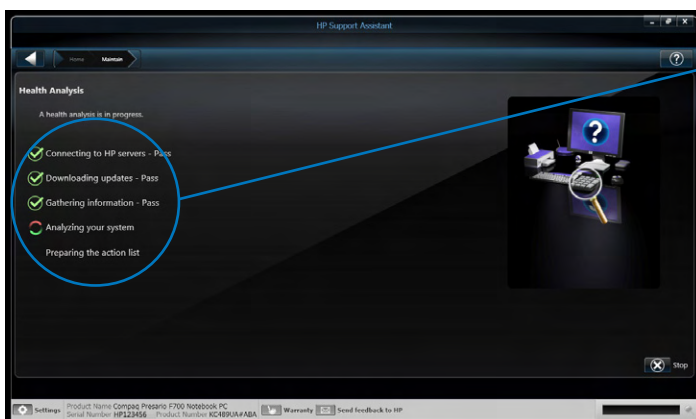 HP Support Assistant
Home Maintain
Health Analysis
A health analysis is in progress.
Connecting to HP servers - Pass
Downloading updates - Pass
Gathering information - Pass
Analyzing your system
Preparing the action list
Stop
Settings Product Name Compaq Presario F700 Notebook PC Warranty Send feedback to HP
Serial Number HP123456 Product Number KC489UA#ABA